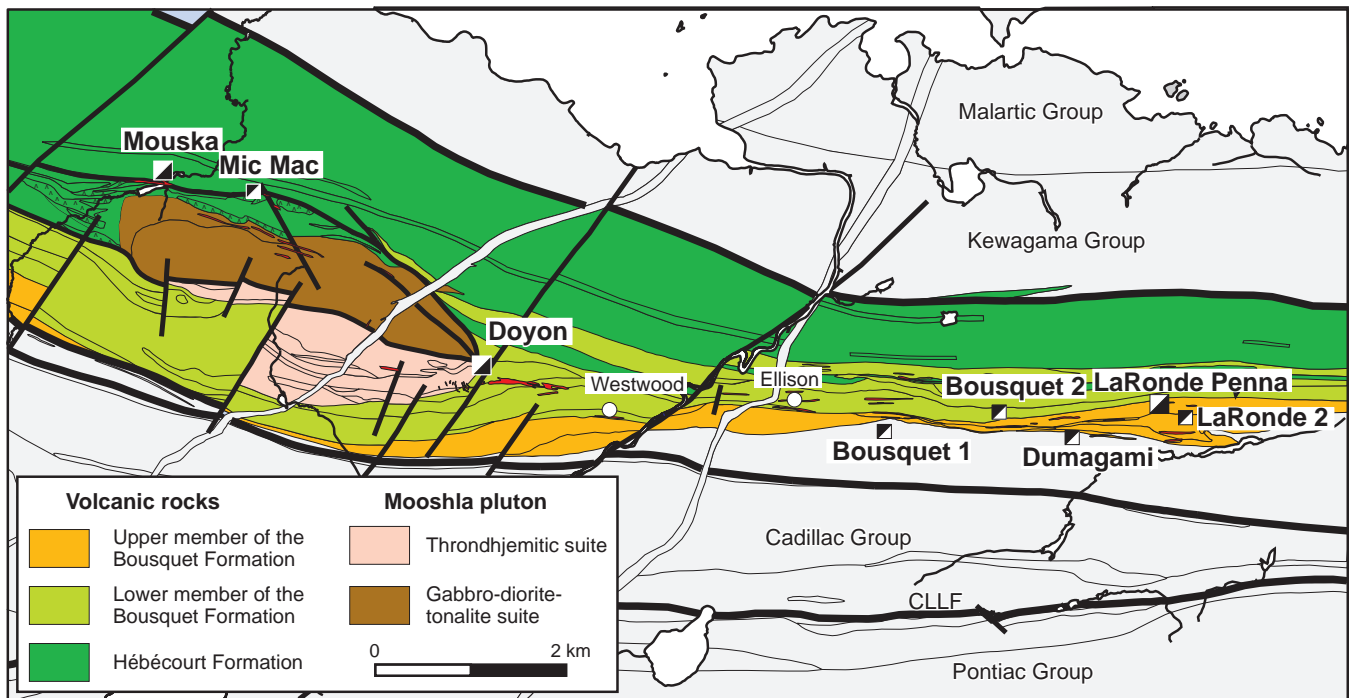 Malartic Group
Mouska
Mic Mac
Kewagama Group
Doyon
Westwood
Ellison
Bousquet 2
LaRonde Penna
LaRonde 2
Bousquet 1
Dumagami
Cadillac Group
CLLF
Pontiac Group
Volcanic rocks
Upper member of the
Bousquet Formation
Lower member of the
Bousquet Formation
Hébécourt Formation
Mooshla pluton
Throndhjemitic suite
Gabbro-diorite-
tonalite suite
0 2 km